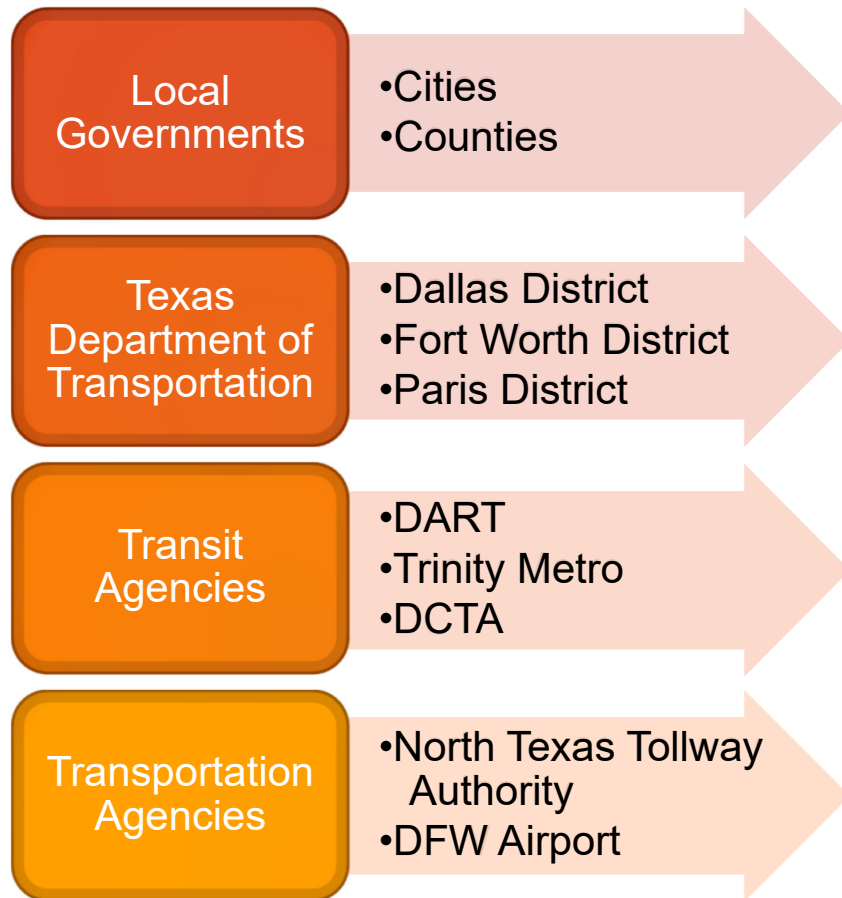 Local
Governments
•Cities
•Counties
Texas
Department of
Transportation
•Dallas District
•Fort Worth District
•Paris District
Transit
Agencies
•DART
•Trinity Metro
•DCTA
Transportation
Agencies
•North Texas Tollway
Authority
•DFW Airport